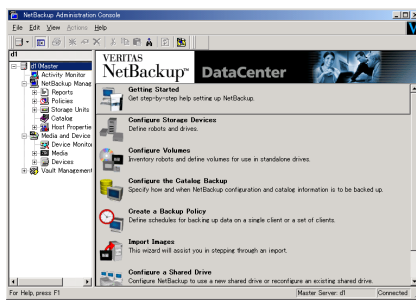 NetBackup Administration Console
File Edit View Actions Help
d1
d1(Master
Activity Monitor
NetBackup Manag
Reports
Policies
Storage Units
Catalog
Host Propertie
Media and Device
Device Monito
Media
Devices
Vault Management
VERITAS
NetBackup™ DataCenter
Getting Started
Get step-by-step help setting up NetBackup.
Configure Storage Devices
Define robots and drives.
Configure Volumes
Inventory robots and define volumes for use in standalone drives.
Configure the Catalog Backup
Specify how and when NetBackup configuration and catalog information is to be backed up.
Create a Backup Policy
Define schedules for backing up data on a single client or a set of clients.
Import Images
This wizard will assist you in stepping through an import.
Configure a Shared Drive
Configure NetBackup to use a new shared drive or reconfigure an existing shared drive.
For Help, press F1
Master Server: d1
Connected